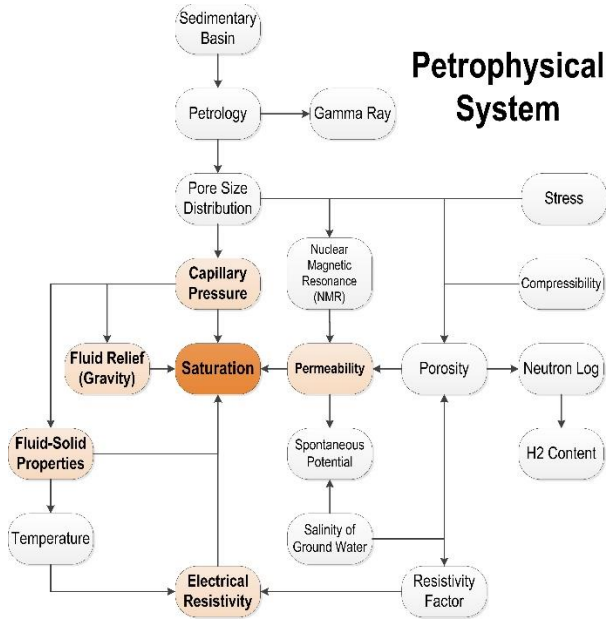 Sedimentary
Basin
Petrophysical
System
Petrology
Gamma Ray
Pore Size
Distribution
Stress
Nuclear
Magnetic
Resonance
(NMR)
Capillary
Pressure
Compressibility
Fluid Relief
(Gravity)
Saturation
Permeability
Porosity
Neutron Log
Fluid-Solid
Properties
Spontaneous
Potential
H2 Content
Temperature
Salinity of
Ground Water
Electrical
Resistivity
Resistivity
Factor